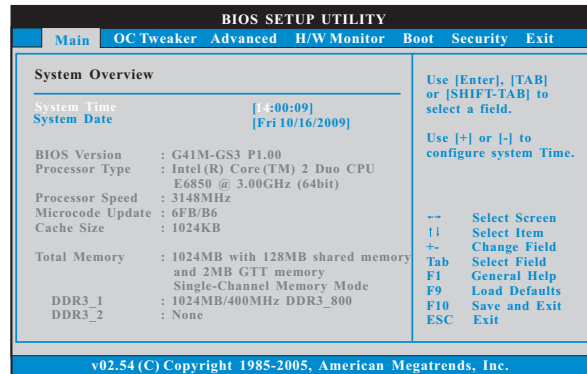 BIOS SETUP UTILITY
Main OC Tweaker Advanced H/W Monitor Boot Security Exit
System Overview
System Time [14:00:09]
System Date [Fri 10/16/2009]
BIOS Version : G41M-GS3 P1.00
Processor Type : Intel (R) Core (TM) 2 Duo CPU
E6850 @ 3.00GHz (64bit)
Processor Speed : 3148MHz
Microcode Update : 6FB/B6
Cache Size : 1024KB
Total Memory : 1024MB with 128MB shared memory
and 2MB GTT memory
Single-Channel Memory Mode
DDR3_1 : 1024MB/400MHz DDR3_800
DDR3_2 : None
Use [Enter], [TAB]
or [SHIFT-TAB] to
select a field.
Use [+] or [-] to
configure system Time.
←→ Select Screen
↑↓ Select Item
+- Change Field
Tab Select Field
F1 General Help
F9 Load Defaults
F10 Save and Exit
ESC Exit
v02.54 (C) Copyright 1985-2005, American Megatrends, Inc.